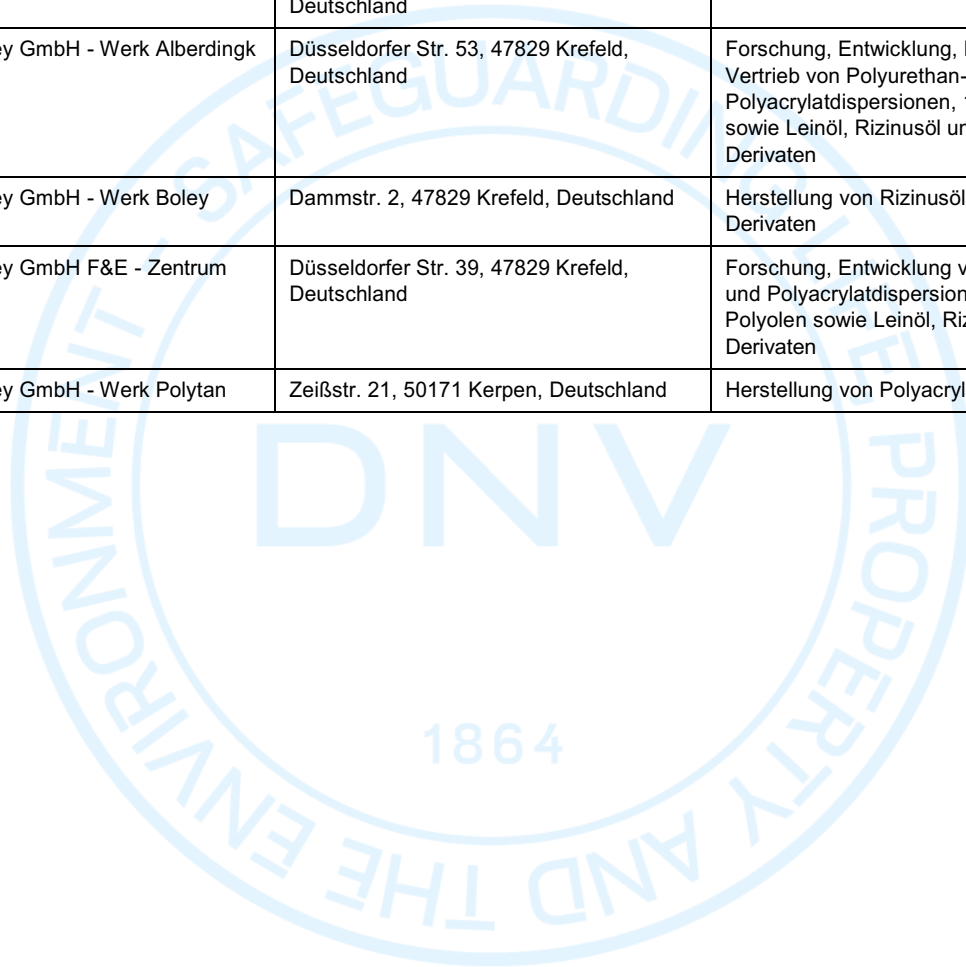 Deutschland
ey GmbH - Werk Alberdingk
Düsseldorfer Str. 53, 47829 Krefeld,
Deutschland
Forschung, Entwicklung,
Vertrieb von Polyurethan-
Polyacrylatdispersionen,
sowie Leinöl, Rizinusöl
Derivaten
ey GmbH - Werk Boley
Dammstr. 2, 47829 Krefeld, Deutschland
Herstellung von Rizinusöl
Derivaten
ey GmbH F&E - Zentrum
Düsseldorfer Str. 39, 47829 Krefeld,
Deutschland
Forschung, Entwicklung
und Polyacrylatdispersion
Polyolen sowie Leinöl,
Derivaten
ey GmbH - Werk Polytan
Zeißstr. 21, 50171 Kerpen, Deutschland
Herstellung von Polyacryl
SAFEGUARDING LIFE PROPERTY AND THE ENVIRONMENT
DNV
1864